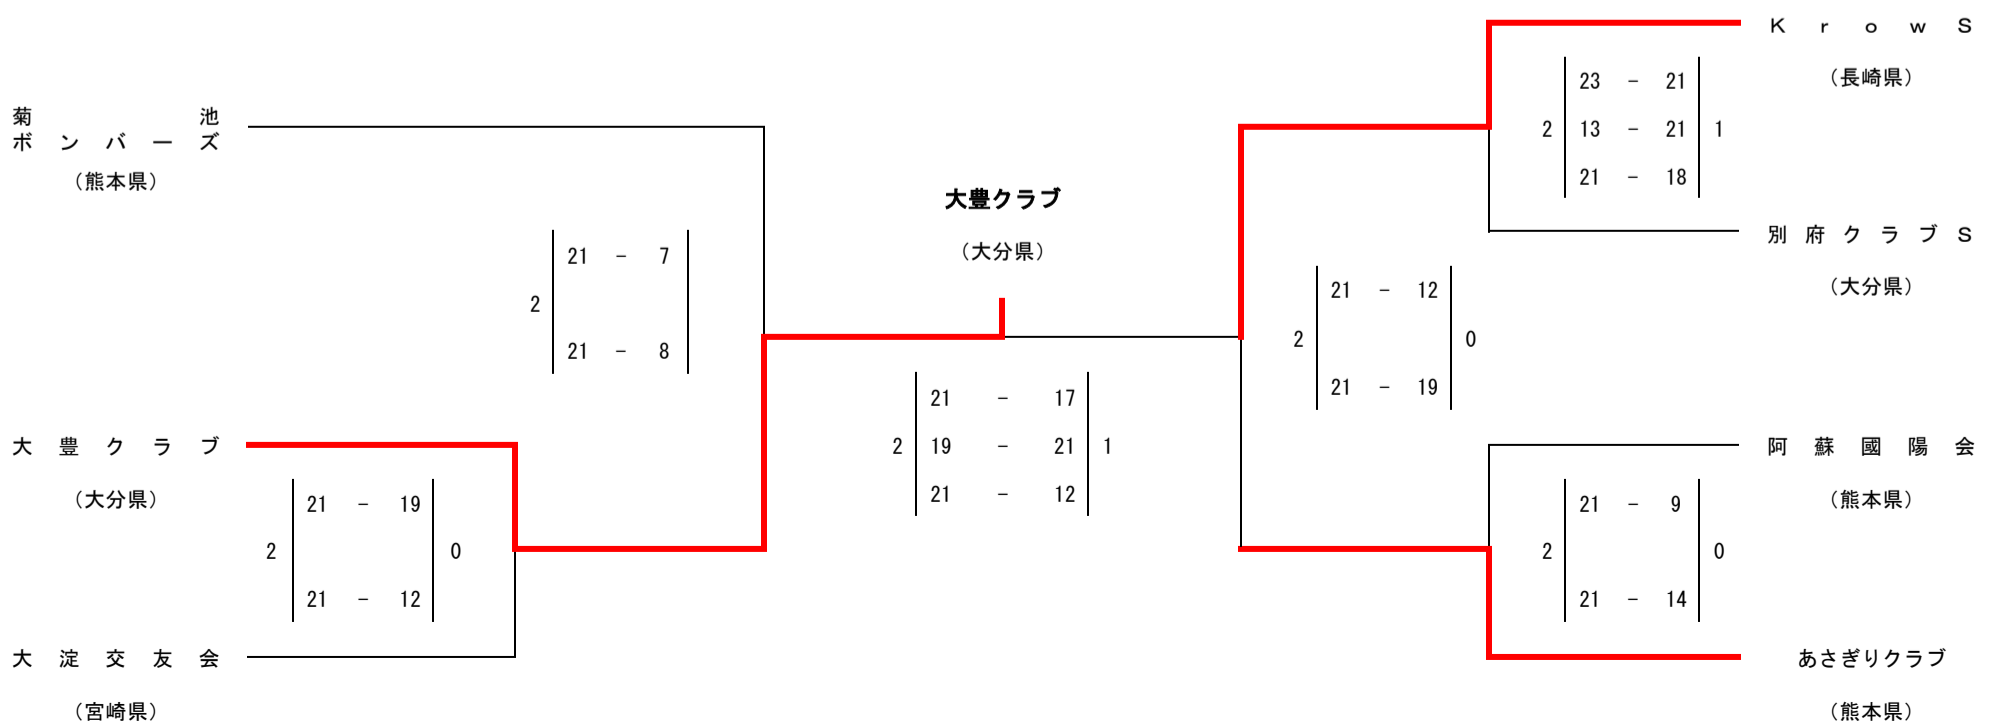 KrowS
（長崎県）
23 － 21
2 13 － 21 1
21 － 18
菊池
ボンバーズ
（熊本県）
大豊クラブ
（大分県）
別府クラブS
（大分県）
21 － 7
2
21 － 8
21 － 12
2 0
21 － 19
21 － 17
2 19 － 21 1
21 － 12
大豊クラブ
（大分県）
21 － 19
2 0
21 － 12
大淀交友会
（宮崎県）
阿蘇國陽会
（熊本県）
21 － 9
2 0
21 － 14
あさぎりクラブ
（熊本県）